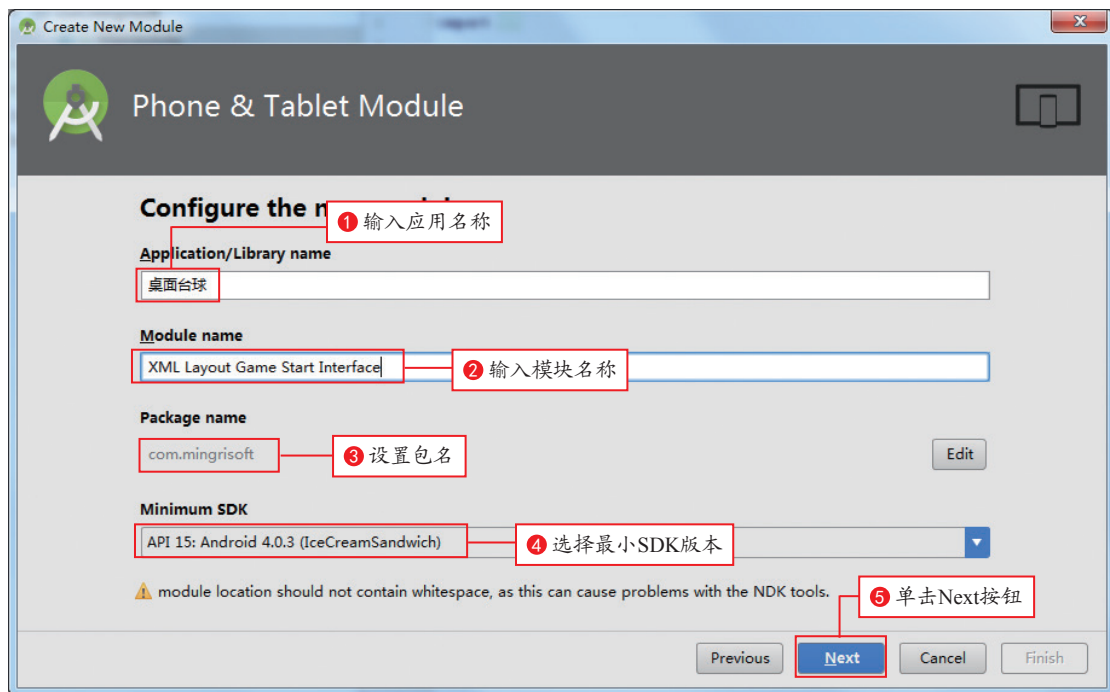 Create New Module
Phone & Tablet Module
Configure the n
❶ 输入应用名称
Application/Library name
桌面台球
Module name
XML Layout Game Start Interface
❷ 输入模块名称
Package name
com.mingrisoft
❸ 设置包名
Edit
Minimum SDK
API 15: Android 4.0.3 (IceCreamSandwich)
❹ 选择最小SDK版本
module location should not contain whitespace, as this can cause problems with the NDK tools.
❺ 单击Next按钮
Previous
Next
Cancel
Finish